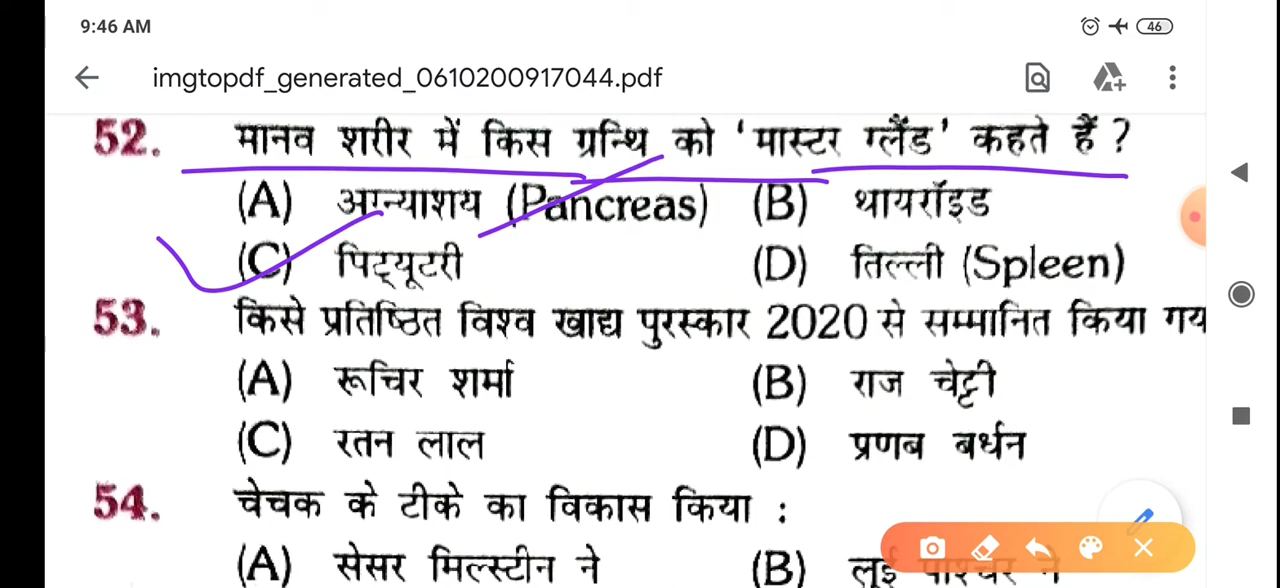 9:46 AM
46
imgtopdf_generated_0610200917044.pdf
52. मानव शरीर में किस ग्रन्थि को 'मास्टर ग्लैंड' कहते हैं ?
(A) अग्न्याशय (Pancreas) (B) थायरॉइड
(C) पिट्यूटरी (D) तिल्ली (Spleen)
53. किसे प्रतिष्ठित विश्व खाद्य पुरस्कार 2020 से सम्मानित किया गय
(A) रूचिर शर्मा (B) राज चेट्टी
(C) रतन लाल (D) प्रणब बर्धन
54. चेचक के टीके का विकास किया :
(A) सेसर मिल्स्टीन ने (B) लूई पाश्चर ने